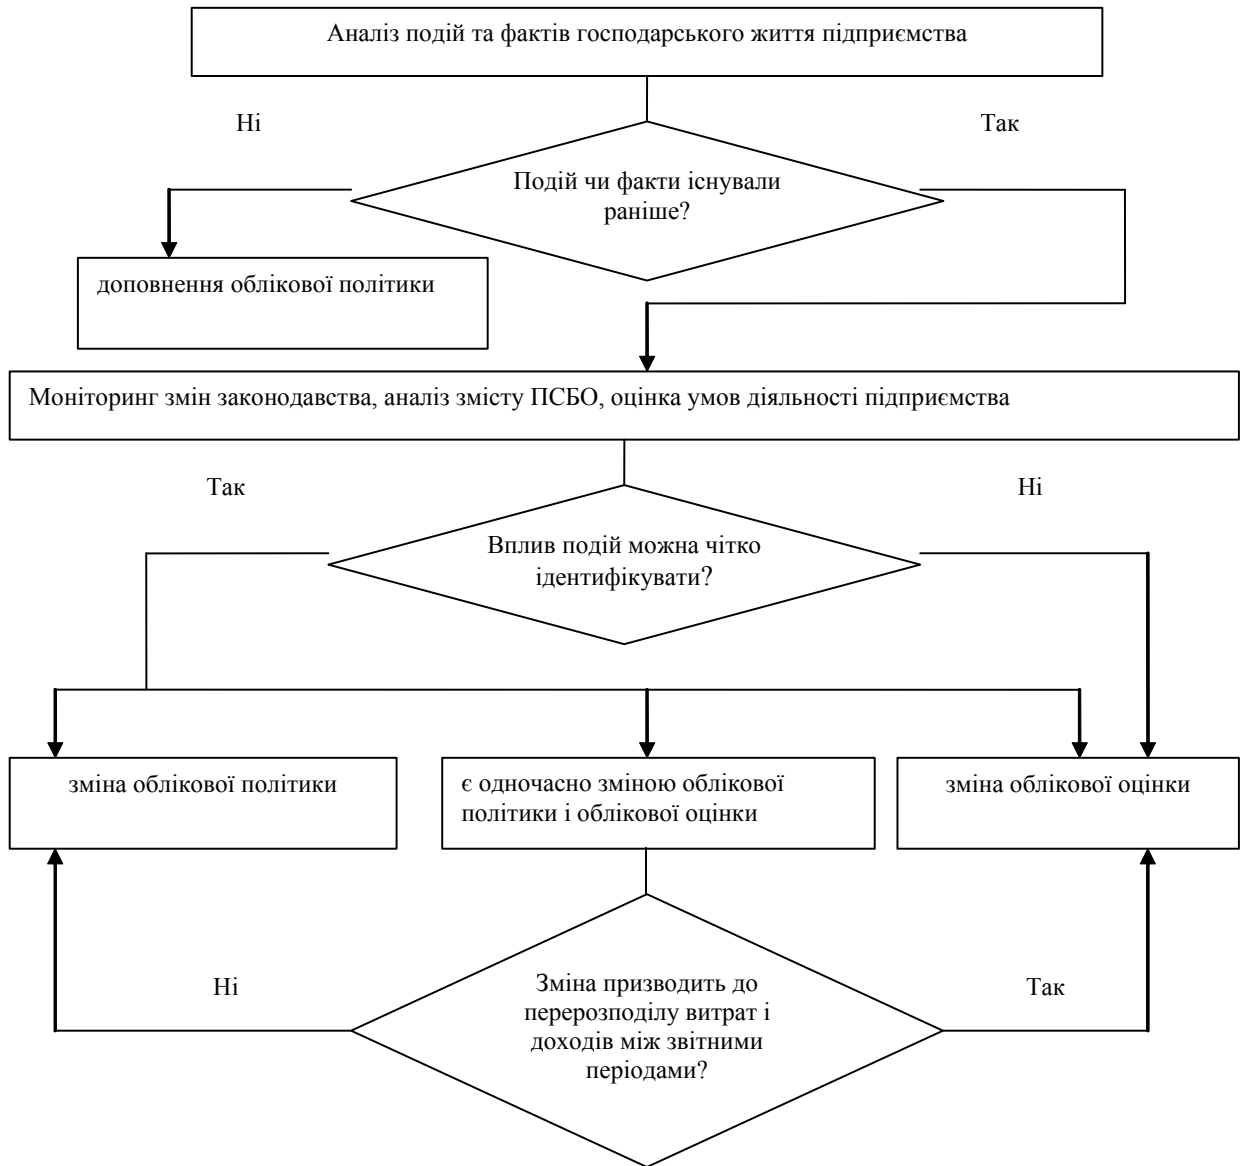 Аналіз подій та фактів господарського життя підприємства
Ні
Так
Подій чи факти існували
раніше?
доповнення облікової політики
Моніторинг змін законодавства, аналіз змісту ПСБО, оцінка умов діяльності підприємства
Так
Ні
Вплив подій можна чітко
ідентифікувати?
зміна облікової політики
є одночасно зміною облікової
політики і облікової оцінки
зміна облікової оцінки
Ні
Так
Зміна призводить до
перерозподілу витрат і
доходів між звітними
періодами?